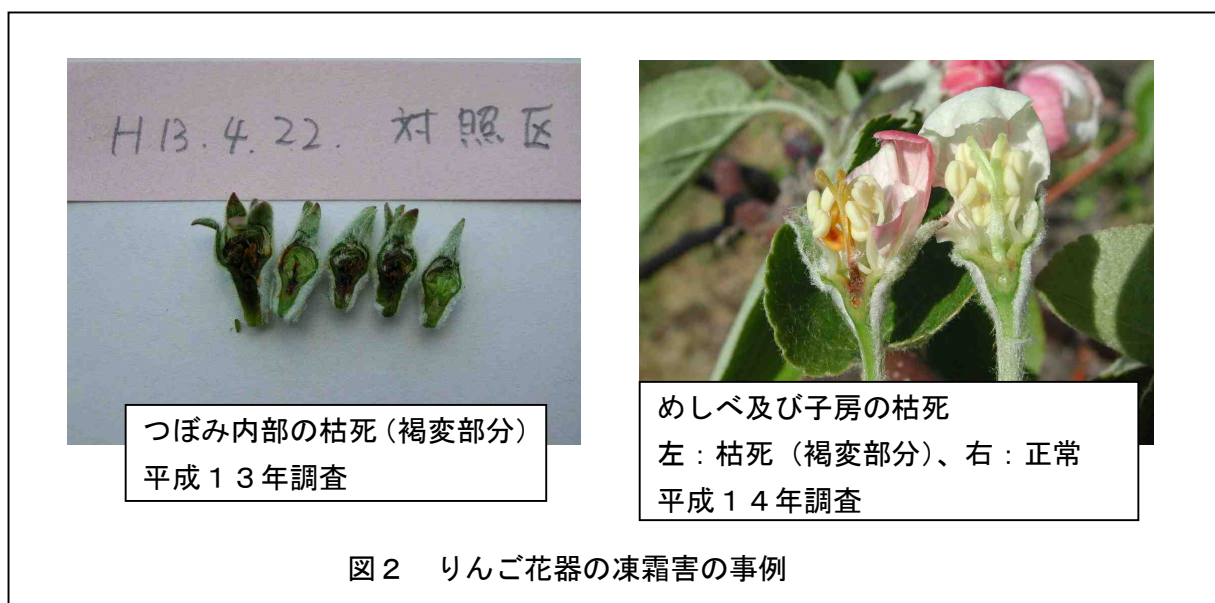 H13.4.22. 対照区
つぼみ内部の枯死（褐変部分）
平成１３年調査
めしべ及び子房の枯死
左：枯死（褐変部分）、右：正常
平成１４年調査
図２　りんご花器の凍霜害の事例